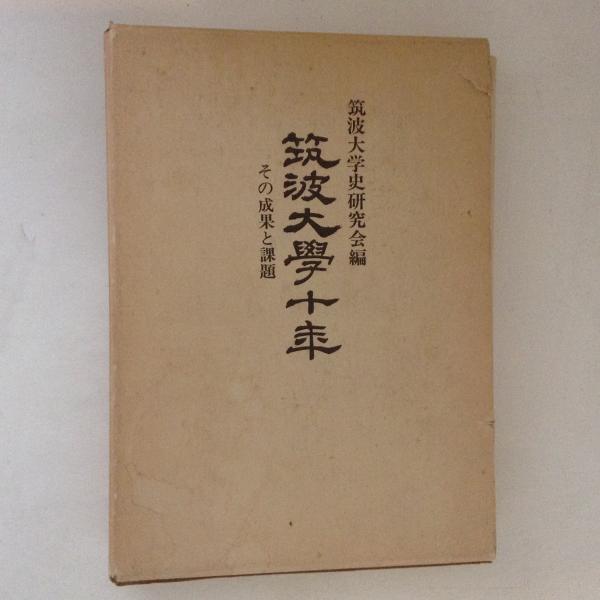 筑波大学史研究会編
筑波大學十年
その成果と課題